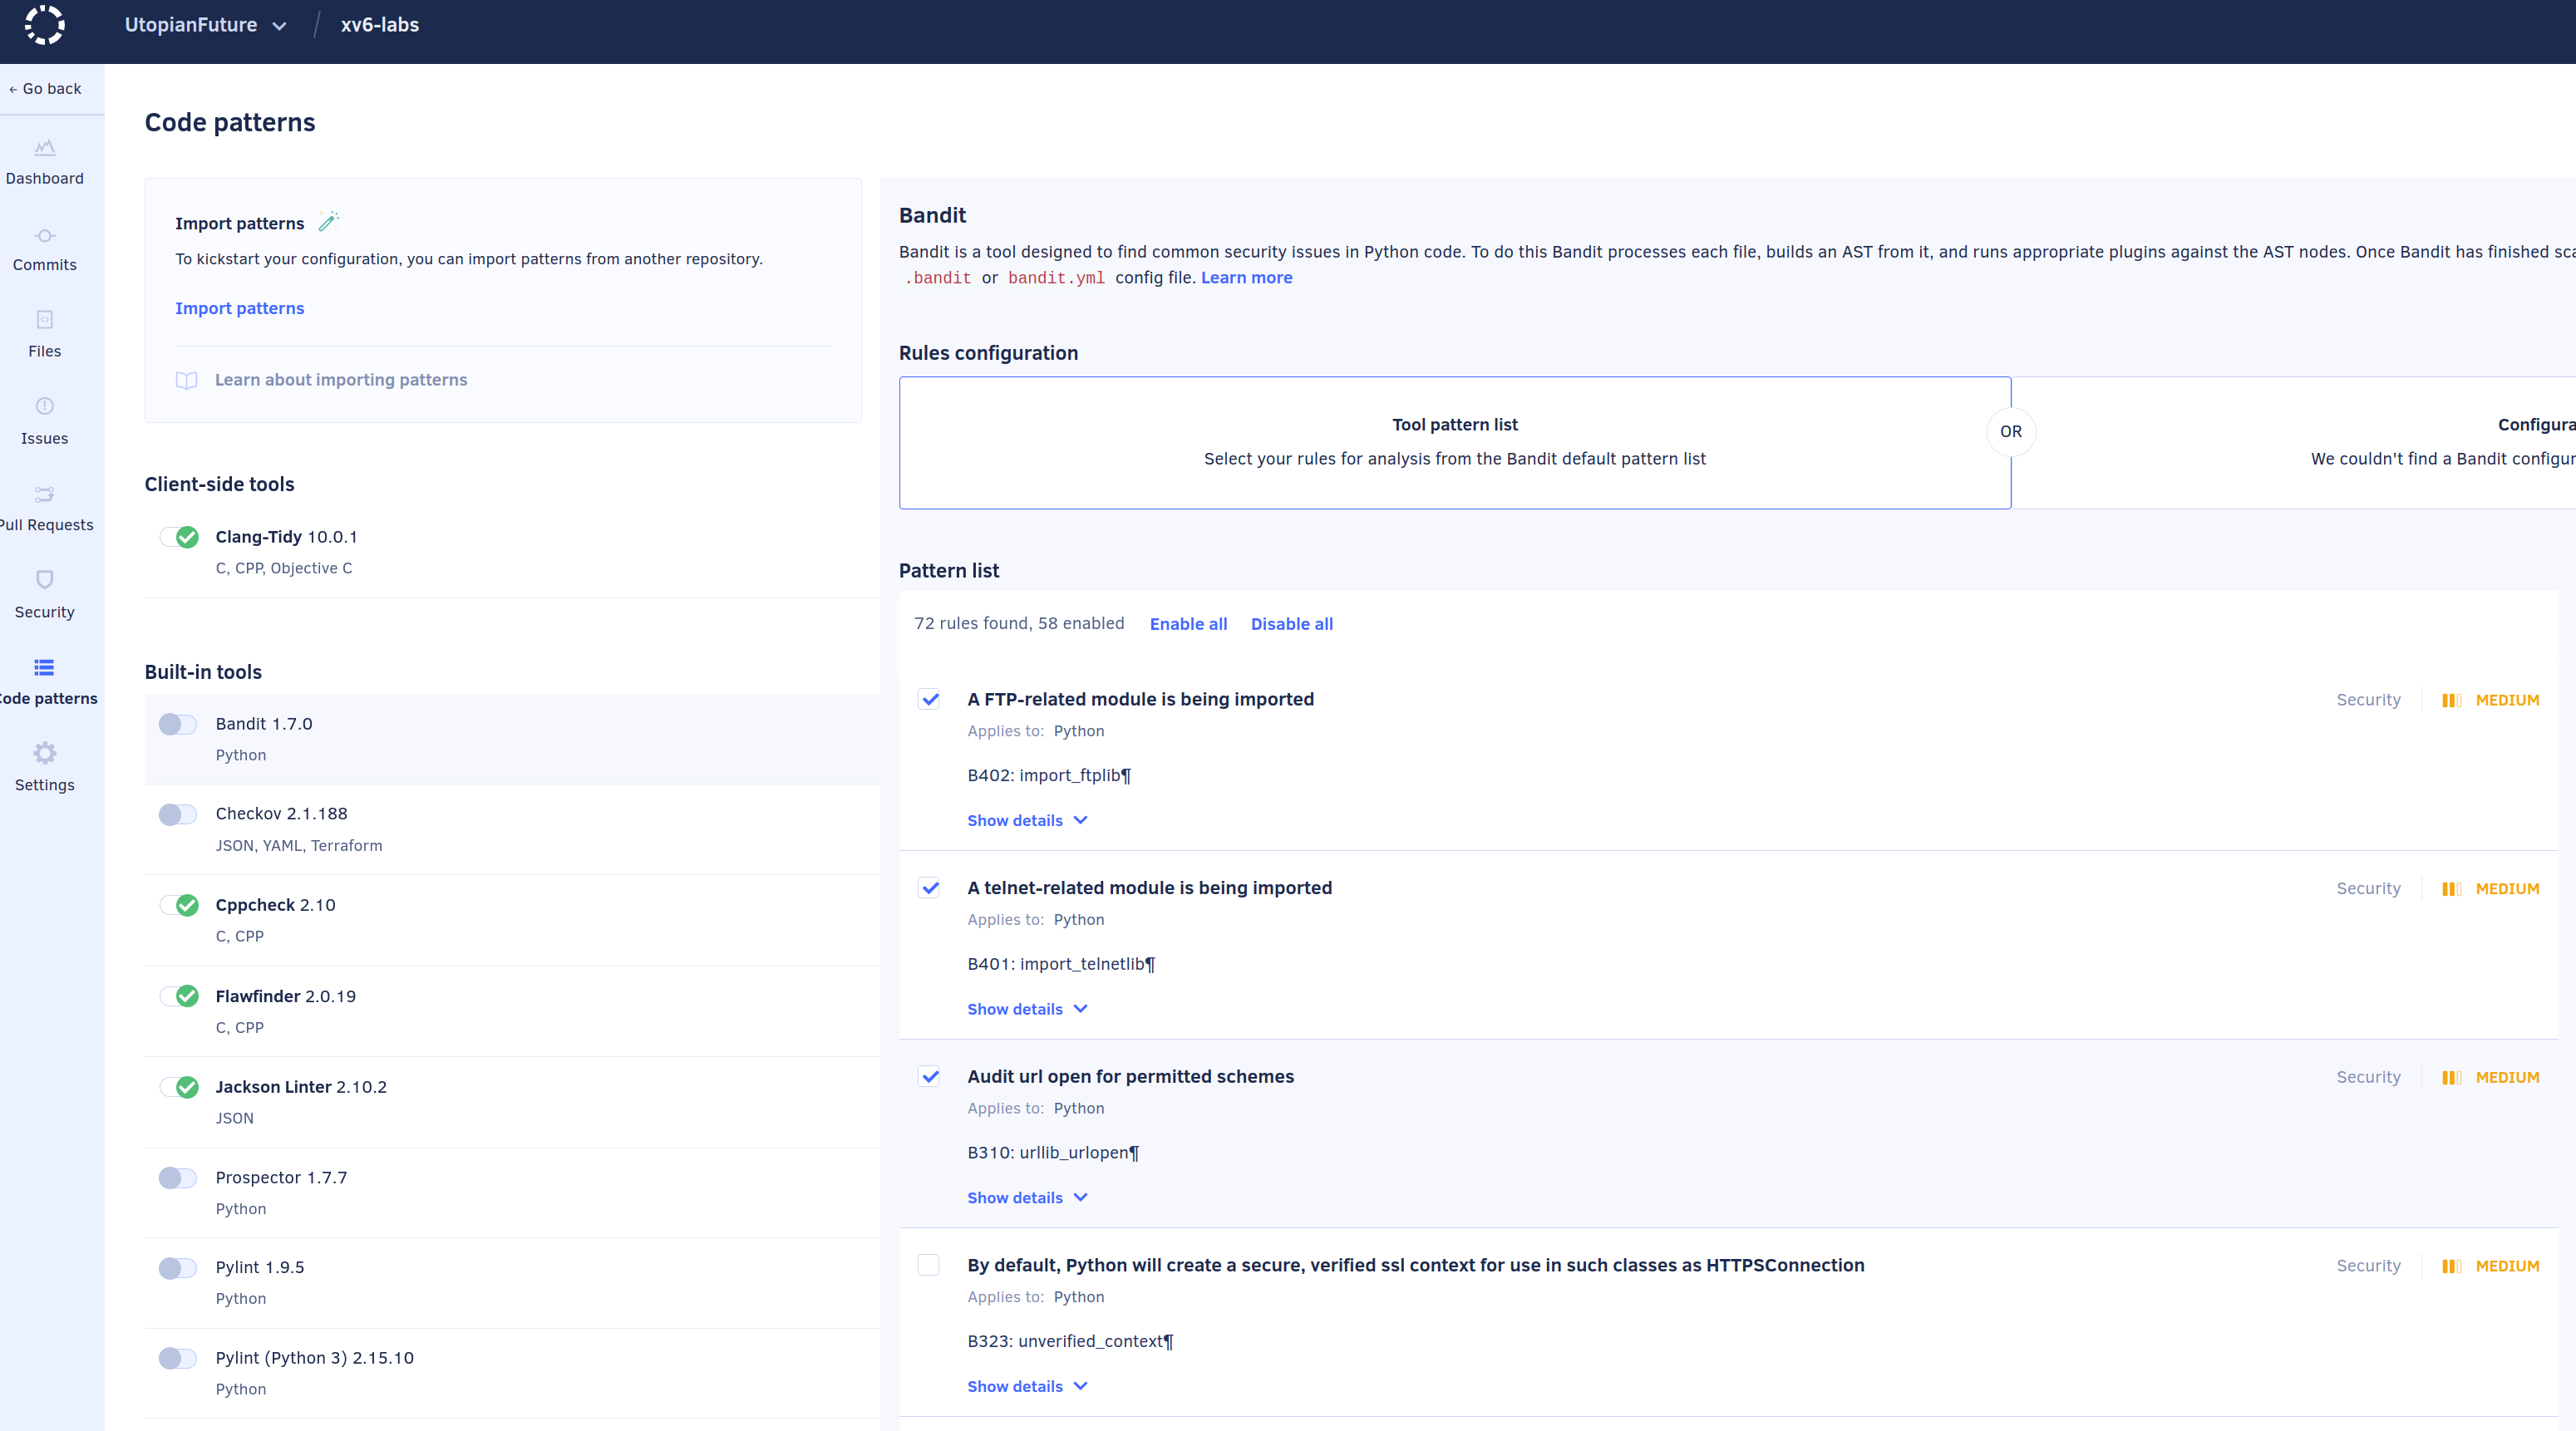 UtopianFuture / xv6-labs
← Go back
Dashboard
Commits
Files
Issues
Pull Requests
Security
Code patterns
Settings
Code patterns
Import patterns
To kickstart your configuration, you can import patterns from another repository.
Import patterns
Learn about importing patterns
Client-side tools
Clang-Tidy 10.0.1
C, CPP, Objective C
Built-in tools
Bandit 1.7.0
Python
Checkov 2.1.188
JSON, YAML, Terraform
Cppcheck 2.10
C, CPP
Flawfinder 2.0.19
C, CPP
Jackson Linter 2.10.2
JSON
Prospector 1.7.7
Python
Pylint 1.9.5
Python
Pylint (Python 3) 2.15.10
Python
Bandit
Bandit is a tool designed to find common security issues in Python code. To do this Bandit processes each file, builds an AST from it, and runs appropriate plugins against the AST nodes. Once Bandit has finished
.bandit or bandit.yml config file. Learn more
Rules configuration
Tool pattern list
Select your rules for analysis from the Bandit default pattern list
OR
We couldn't find a Bandit
Pattern list
72 rules found, 58 enabled Enable all Disable all
A FTP-related module is being imported Security MEDIUM
Applies to: Python
B402: import_ftplib¶
Show details
A telnet-related module is being imported Security MEDIUM
Applies to: Python
B401: import_telnetlib¶
Show details
Audit url open for permitted schemes Security MEDIUM
Applies to: Python
B310: urllib_urlopen¶
Show details
By default, Python will create a secure, verified ssl context for use in such classes as HTTPSConnection Security MEDIUM
Applies to: Python
B323: unverified_context¶
Show details